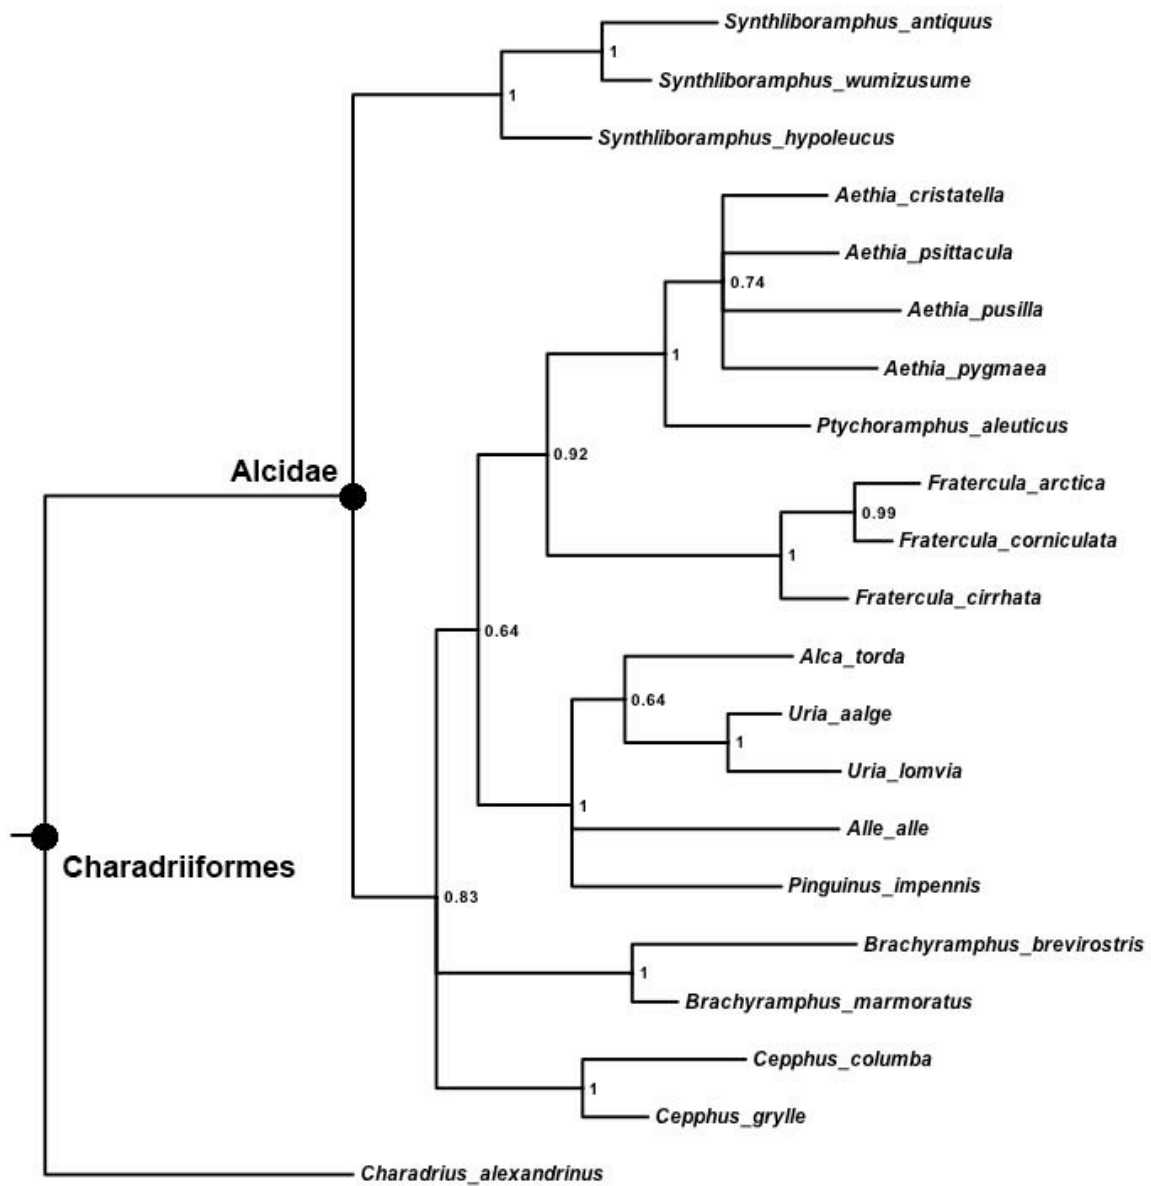 Synthliboramphus_antiquus
1
Synthliboramphus_wumizusume
1
Synthliboramphus_hypoleucus
Aethia_cristatella
Aethia_psittacula
0.74
Aethia_pusilla
1
Aethia_pygmaea
Ptychoramphus_aleuticus
0.92
Alcidae
Fratercula_arctica
0.99
Fratercula_corniculata
1
Fratercula_cirrhata
0.64
Alca_torda
0.64
Uria_aalge
1
Uria_lomvia
1
Alle_alle
Charadriiformes
Pinguinus_impennis
0.83
Brachyramphus_brevirostris
1
Brachyramphus_marmoratus
Cepphus_columba
1
Cepphus_grylle
Charadrius_alexandrinus